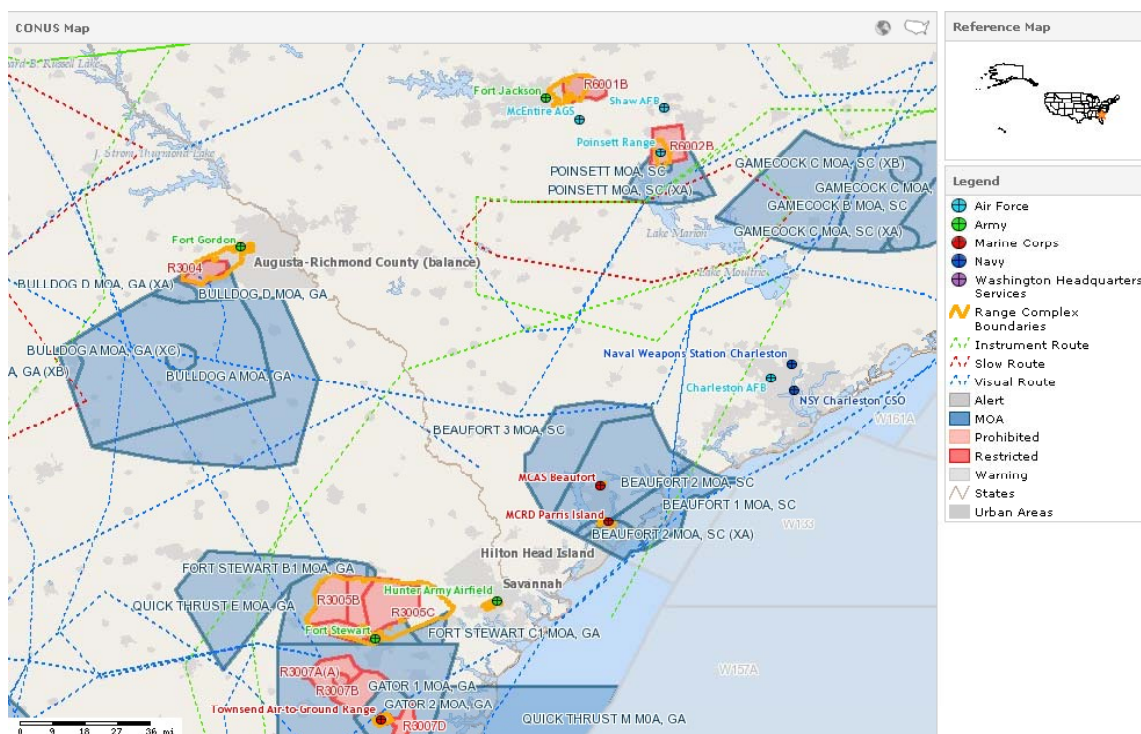 CONUS Map
Reference Map
Legend
Air Force
Army
Marine Corps
Navy
Washington Headquarters
Services
Range Complex
Boundaries
Instrument Route
Slow Route
Visual Route
Alert
MOA
Prohibited
Restricted
Warning
States
Urban Areas
ard B. Russell Lake
J. Strom Thurmond Lake
Fort Jackson
R6001B
McEntire AGS
Shaw AFB
Poinsett Range
R6002B
POINSETT MOA, SC
POINSETT MOA, SC (XA)
GAMECOCK C MOA, SC (XB)
GAMECOCK C MOA,
GAMECOCK B MOA, SC
GAMECOCK C MOA, SC (XA)
Lake Marion
Lake Moultrie
Fort Gordon
R3004
Augusta-Richmond County (balance)
BULLDOG D MOA, GA (XA)
BULLDOG D MOA, GA
BULLDOG A MOA, GA (XC)
A, GA (XB)
BULLDOG A MOA, GA
Naval Weapons Station Charleston
Charleston AFB
NSY Charleston GSO
W161A
BEAUFORT 3 MOA, SC
MCAS Beaufort
BEAUFORT 2 MOA, SC
BEAUFORT 1 MOA, SC
MCRD Parris Island
BEAUFORT 2 MOA, SC (XA)
W133
Hilton Head Island
Savannah
FORT STEWART B1 MOA, GA
Hunter Army Airfield
QUICK THRUST E MOA, GA
R3005B
R3005C
Fort Stewart
FORT STEWART C1 MOA, GA
W157A
R3007A(A)
R3007B
GATOR 1 MOA, GA
GATOR 2 MOA, GA
Townsend Air-to-Ground Range
R3007D
QUICK THRUST M MOA, GA
0 9 18 27 36 mi